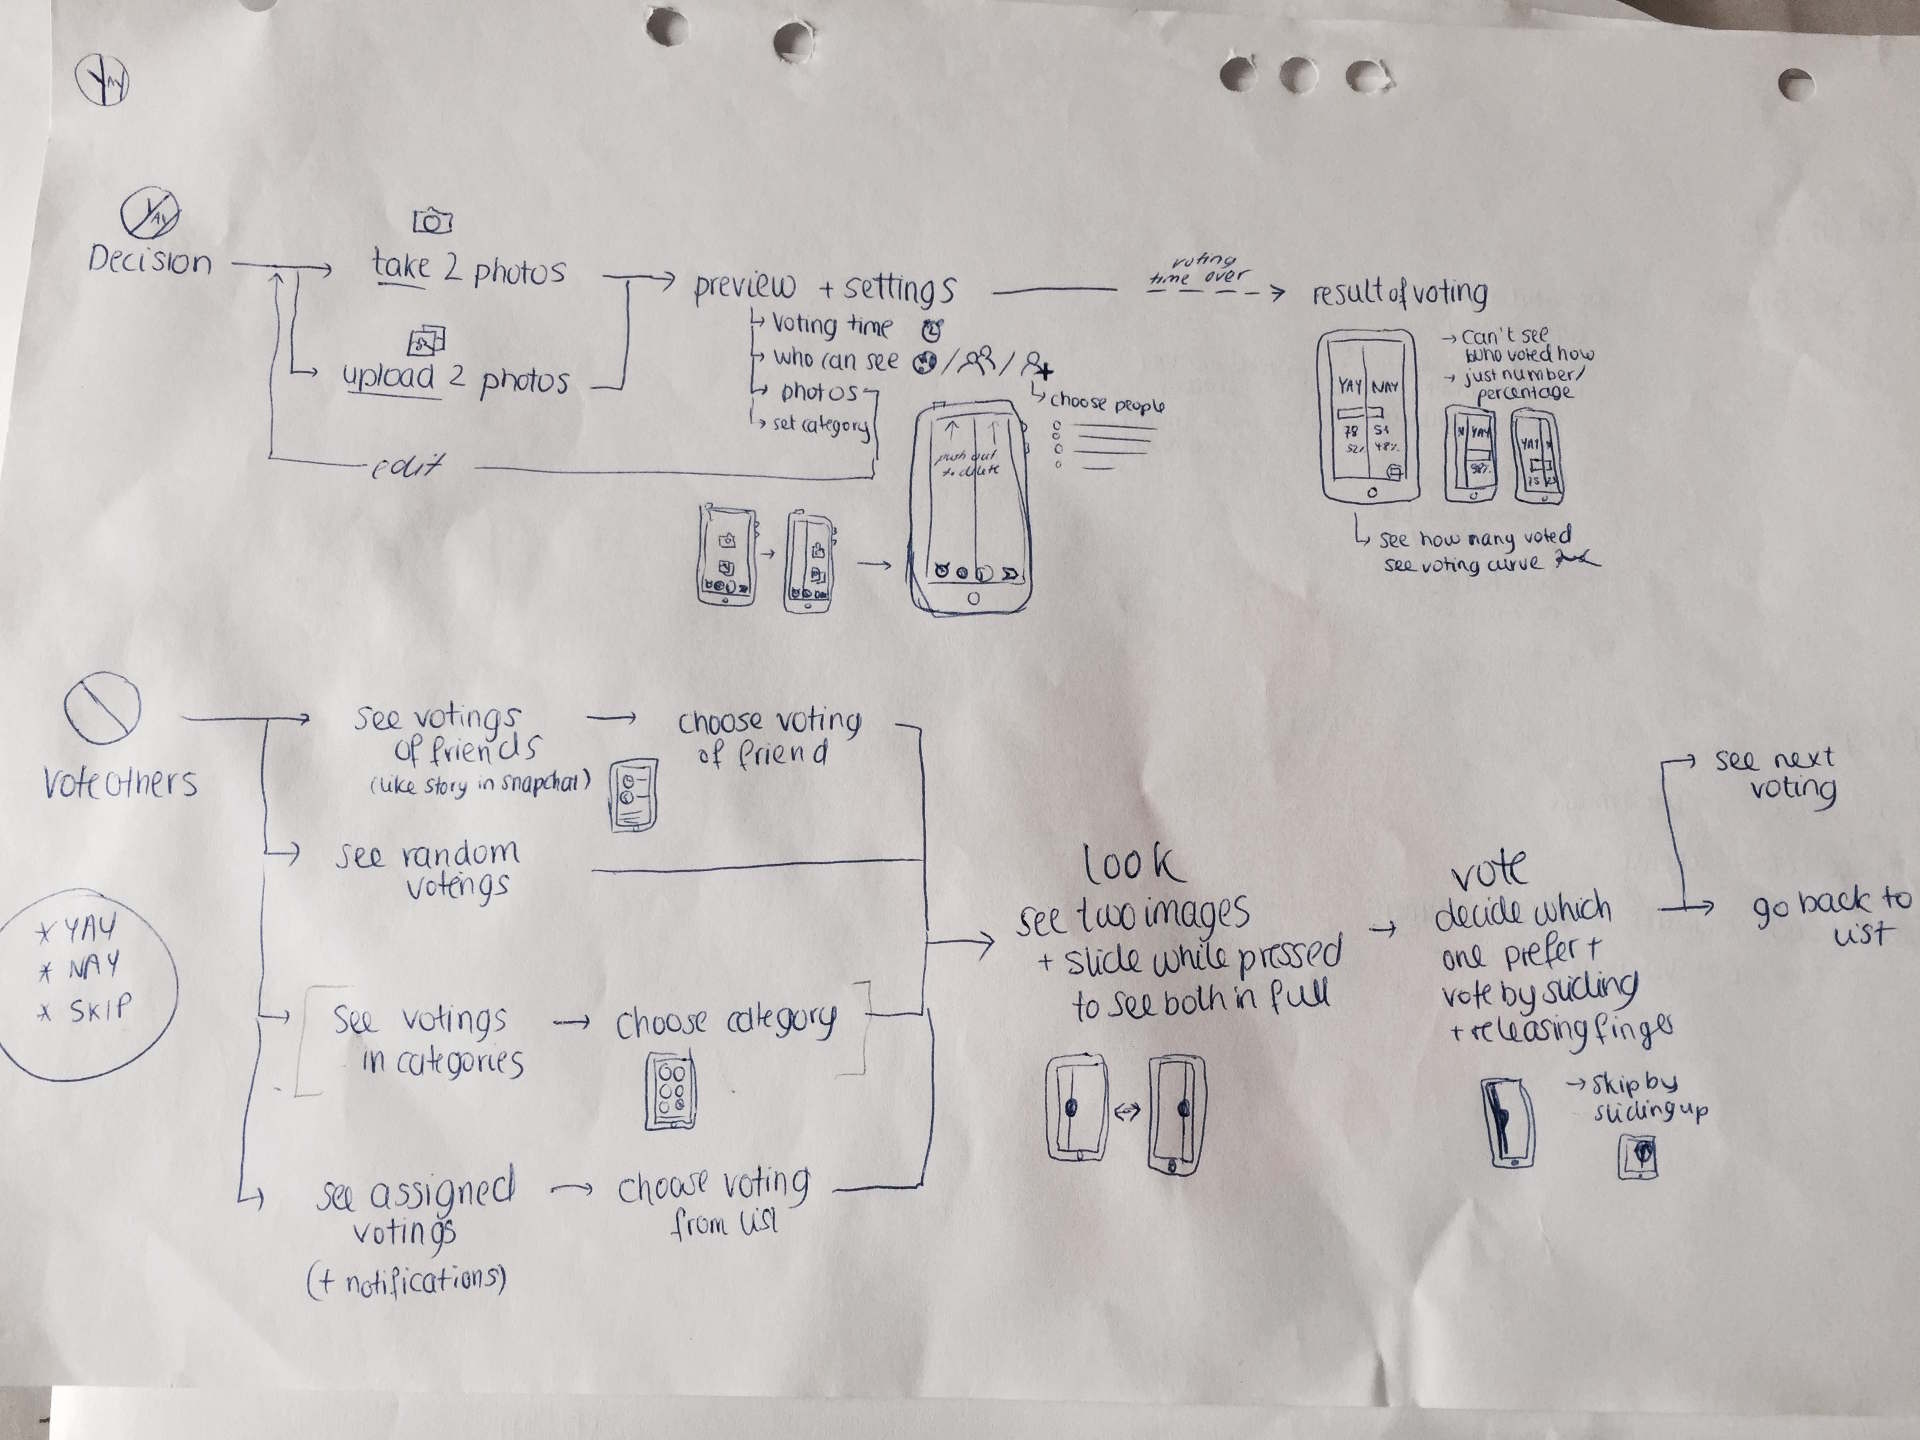 YAY
YAY
Decision
take 2 photos
upload 2 photos
edit
preview + settings
voting time
who can see
photos
set category
choose people
push out
to delete
voting
time over
result of voting
can't see
who voted how
just number/
percentage
YAY NAY
78 51
52% 48%
N YAY
98%
YAY N
75 25
see how many voted
see voting curve
Vote others
* YAY
* NAY
* SKIP
see votings
of friends
(like story in snapchat)
choose voting
of friend
see random
votings
see votings
in categories
choose category
see assigned
votings
(+ notifications)
choose voting
from list
look
see two images
+ slide while pressed
to see both in full
vote
decide which
one prefer +
vote by sliding
+ releasing finger
skip by
sliding up
see next
voting
go back to
list